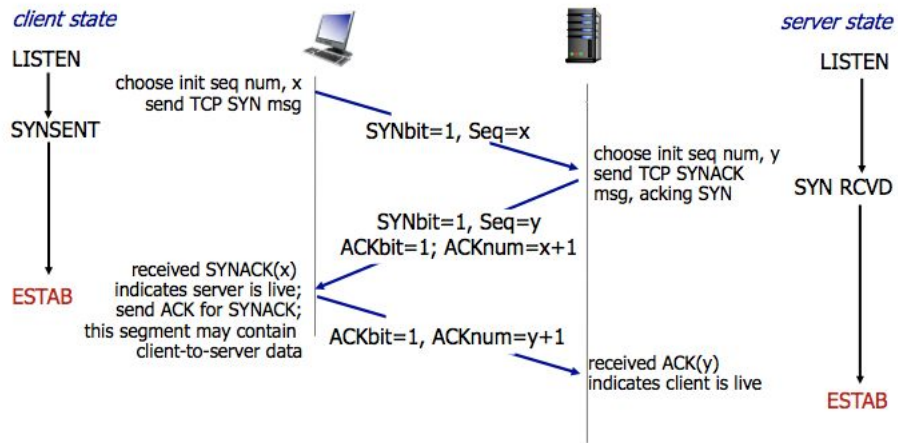 client state
server state
LISTEN
LISTEN
choose init seq num, x
send TCP SYN msg
SYNSENT
SYNbit=1, Seq=x
choose init seq num, y
send TCP SYNACK
msg, acking SYN
SYN RCVD
SYNbit=1, Seq=y
ACKbit=1; ACKnum=x+1
received SYNACK(x)
indicates server is live;
send ACK for SYNACK;
this segment may contain
client-to-server data
ESTAB
ACKbit=1, ACKnum=y+1
received ACK(y)
indicates client is live
ESTAB